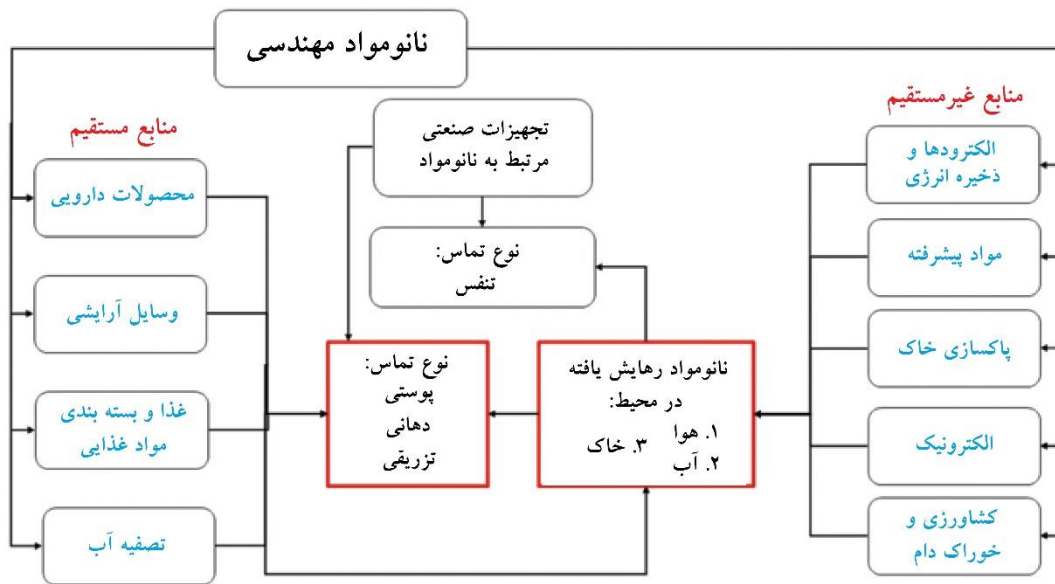 نانومواد مهندسی
منابع غیرمستقیم
الکترودها و
ذخیره انرژی
مواد پیشرفته
پاکسازی خاک
الکترونیک
کشاورزی و
خوراک دام
تجهیزات صنعتی
مرتبط به نانومواد
نوع تماس:
تنفس
نانومواد رهایش یافته
در محیط:
۱. هوا
۲. آب
۳. خاک
نوع تماس:
پوستی
دهانی
تزریقی
منابع مستقیم
محصولات دارویی
وسایل آرایشی
غذا و بسته بندی
مواد غذایی
تصفیه آب